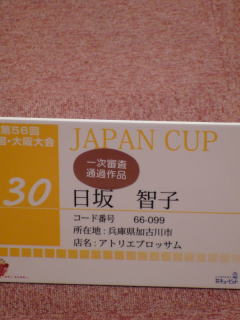 第56回
・大阪大会
JAPAN CUP
一次審査
通過作品
30
日坂 智子
コード番号 66-099
所在地:兵庫県加古川市
店名:アトリエブロッサム